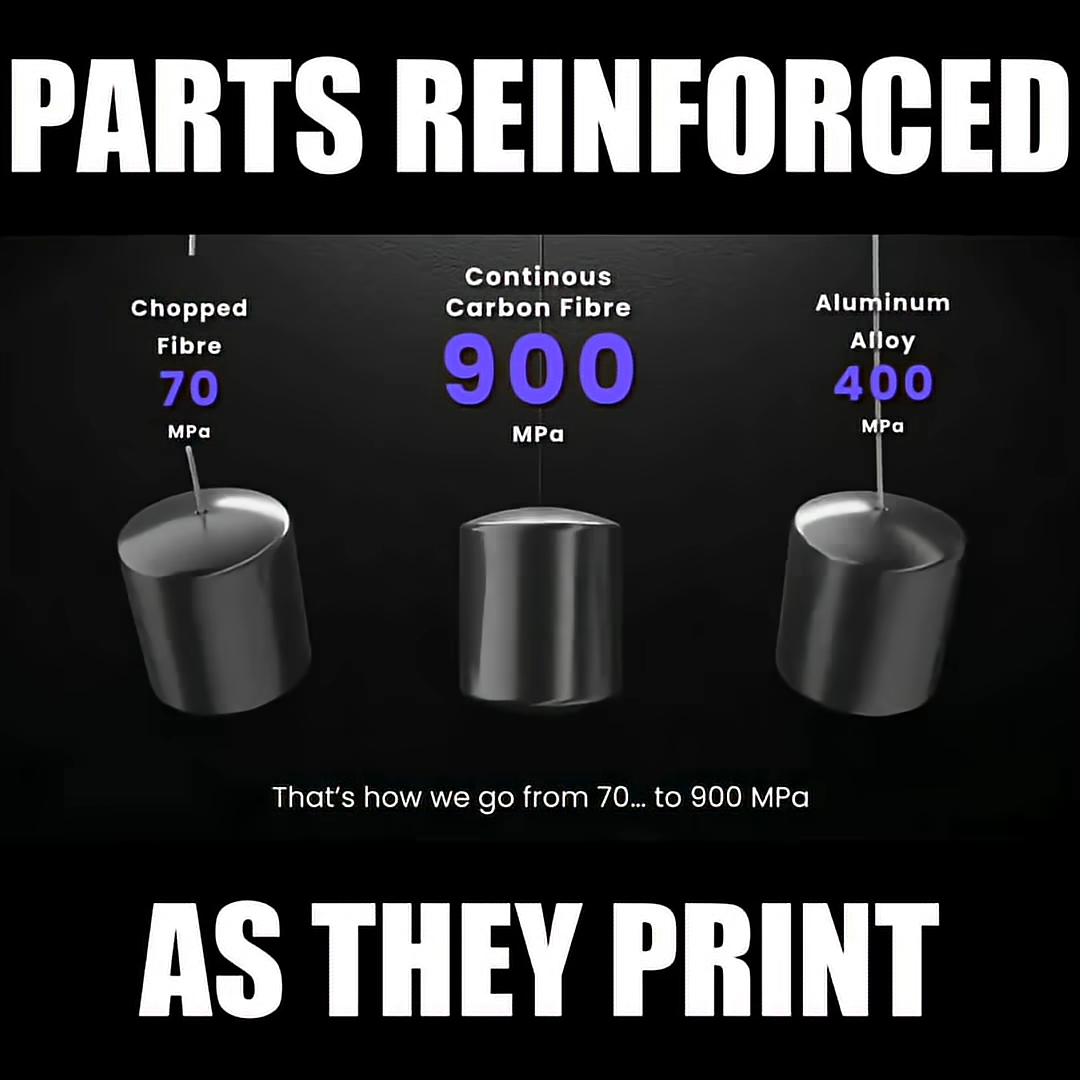 PARTS REINFORCED
Chopped
Fibre
70
MPa
Continous
Carbon Fibre
900
MPa
Aluminum
Alloy
400
MPa
That's how we go from 70... to 900 MPa
AS THEY PRINT